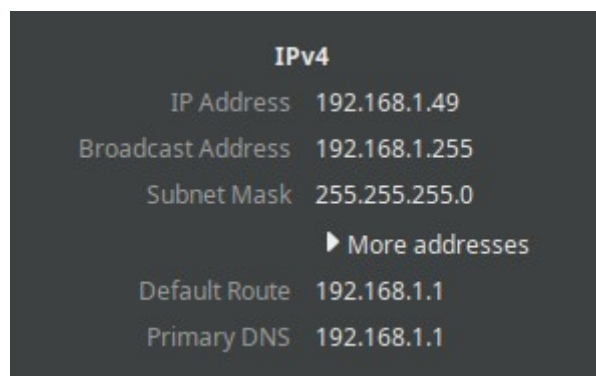 IPv4
IP Address 192.168.1.49
Broadcast Address 192.168.1.255
Subnet Mask 255.255.255.0
More addresses
Default Route 192.168.1.1
Primary DNS 192.168.1.1